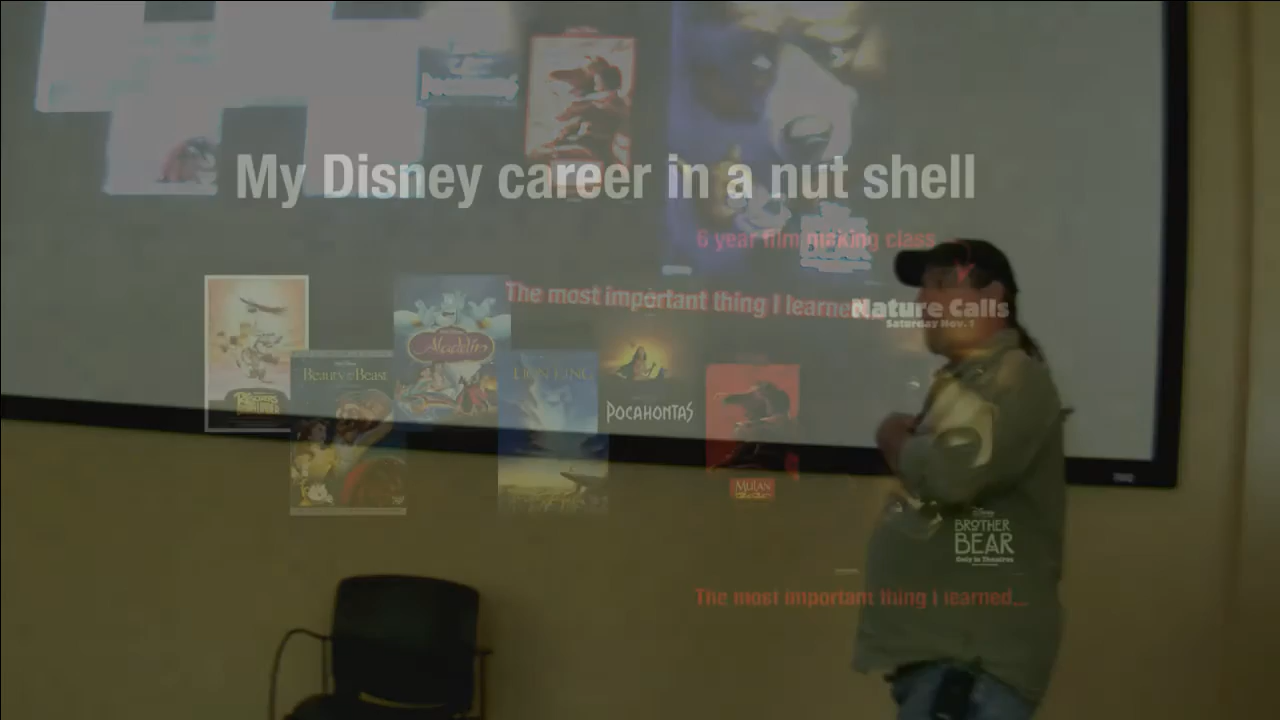 My Disney career in a nut shell
6 year film making class
The most important thing I learned...
Nature Calls
Saturday Nov. 1
Aladdin
Beauty and the Beast
LION KING
POCAHONTAS
MULAN
Disney
BROTHER
BEAR
Only in Theatres
The most important thing I learned...